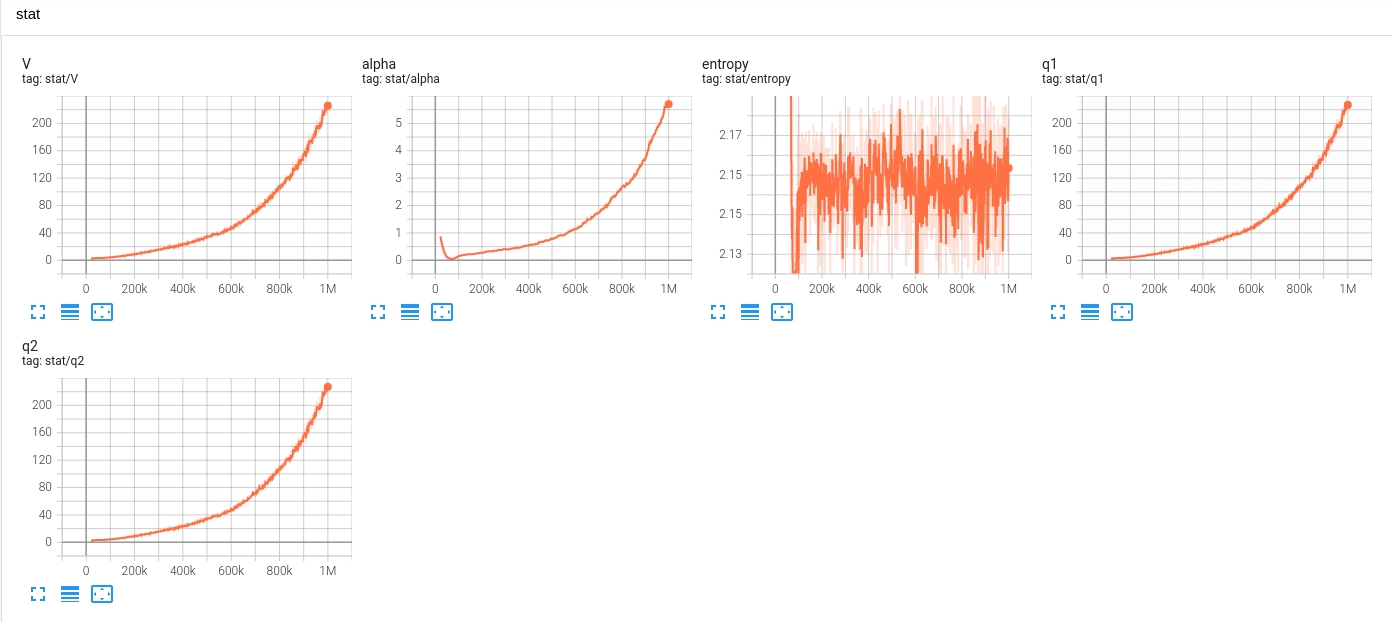 stat
V
tag: stat/V
200
160
120
80
40
0
0 200k 400k 600k 800k 1M
alpha
tag: stat/alpha
5
4
3
2
1
0
0 200k 400k 600k 800k 1M
entropy
tag: stat/entropy
2.17
2.15
2.15
2.13
0 200k 400k 600k 800k 1M
q1
tag: stat/q1
200
160
120
80
40
0
0 200k 400k 600k 800k 1M
q2
tag: stat/q2
200
160
120
80
40
0
0 200k 400k 600k 800k 1M